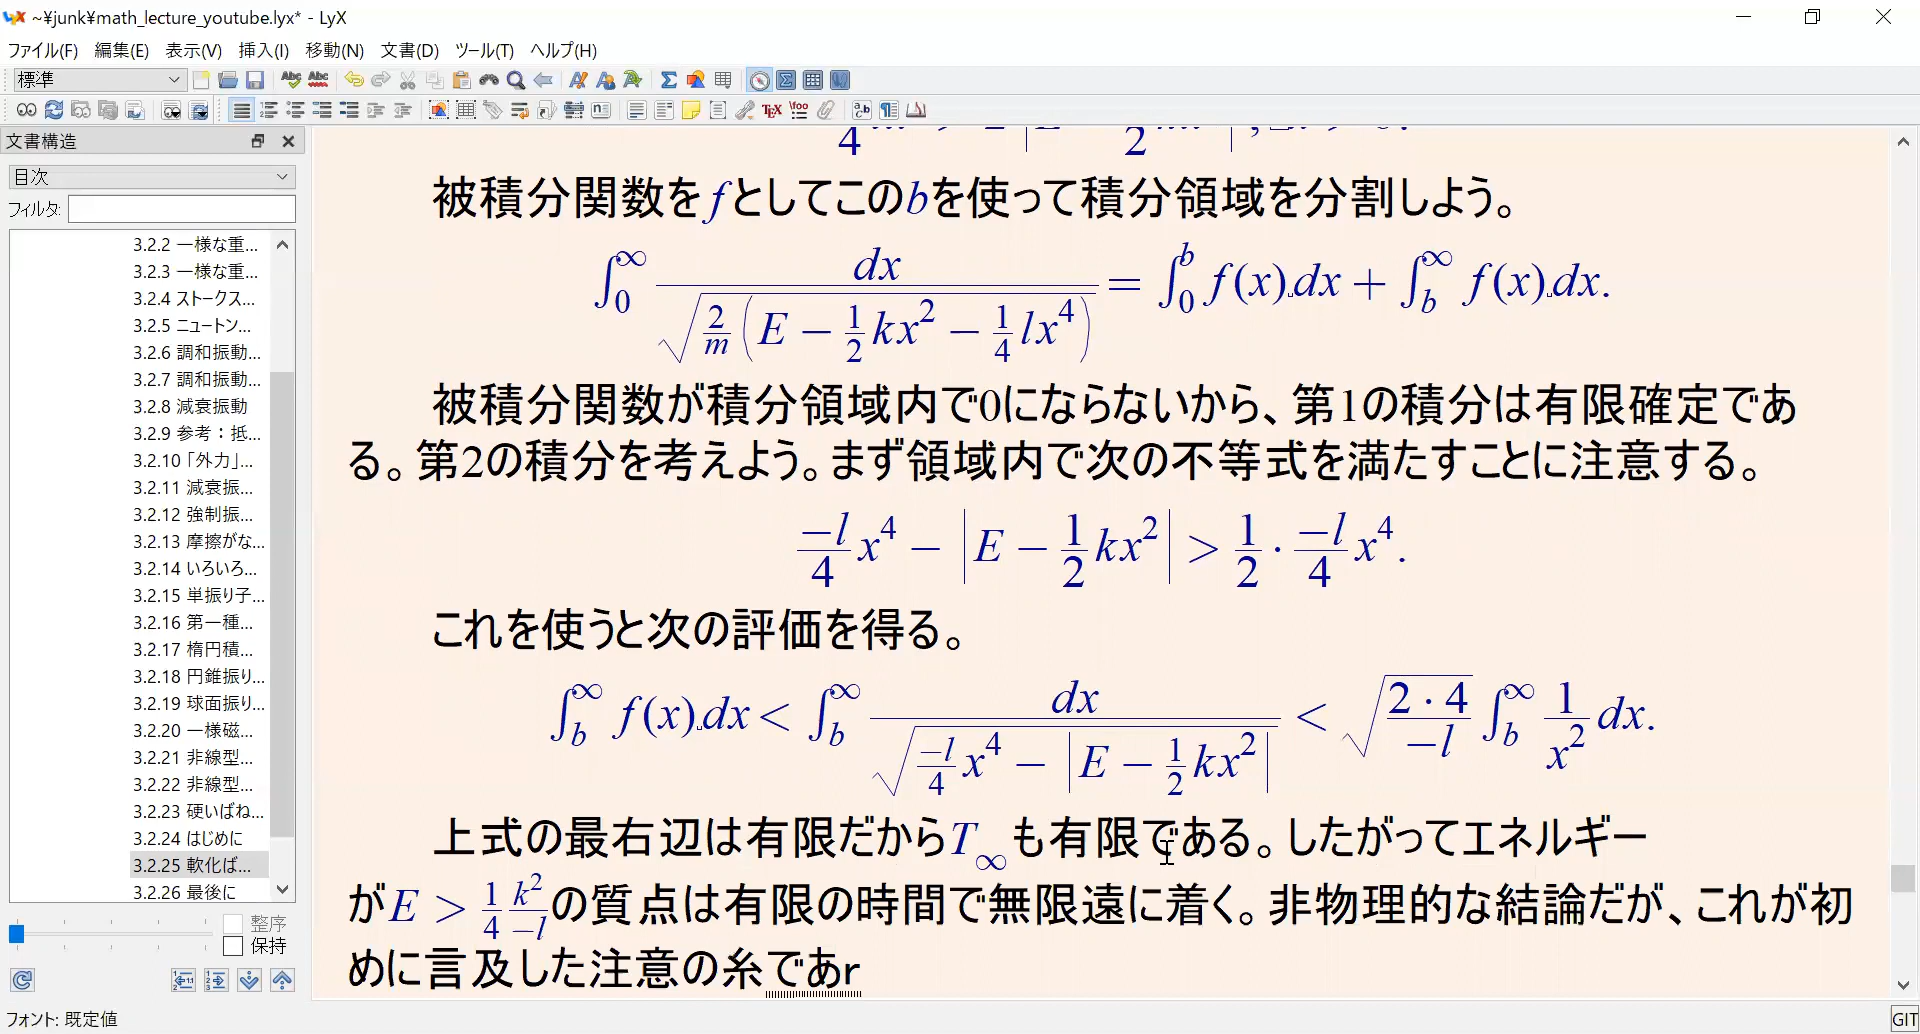 ~¥junk¥math_lecture_youtube.lyx* - LyX
ファイル(F) 編集(E) 表示(V) 挿入(I) 移動(N) 文書(D) ツール(T) ヘルプ(H)
標準
文書構造
目次
フィルタ:
3.2.2 一様な重...
3.2.3 一様な重...
3.2.4 ストークス...
3.2.5 ニュートン...
3.2.6 調和振動...
3.2.7 調和振動...
3.2.8 減衰振動
3.2.9 参考：抵...
3.2.10 「外力」...
3.2.11 減衰振...
3.2.12 強制振...
3.2.13 摩擦がな...
3.2.14 いろいろ...
3.2.15 単振り子...
3.2.16 第一種...
3.2.17 楕円積...
3.2.18 円錐振り...
3.2.19 球面振り...
3.2.20 一様磁...
3.2.21 非線型...
3.2.22 非線型...
3.2.23 硬いばね...
3.2.24 はじめに
3.2.25 軟化ば...
3.2.26 最後に
整序
保持
被積分関数をfとしてこのbを使って積分領域を分割しよう。
∫_0^∞ dx/√(2/m (E − 1/2 kx^2 − 1/4 lx^4)) = ∫_0^b f(x) dx + ∫_b^∞ f(x) dx.
被積分関数が積分領域内で0にならないから、第1の積分は有限確定であ
る。第2の積分を考えよう。まず領域内で次の不等式を満たすことに注意する。
−l/4 x^4 − |E − 1/2 kx^2| > 1/2 · −l/4 x^4.
これを使うと次の評価を得る。
∫_b^∞ f(x) dx < ∫_b^∞ dx/√(−l/4 x^4 − |E − 1/2 kx^2|) < √(2·4/−l) ∫_b^∞ 1/x^2 dx.
上式の最右辺は有限だからT_∞も有限である。したがってエネルギー
がE > 1/4 k^2/−l の質点は有限の時間で無限遠に着く。非物理的な結論だが、これが初
めに言及した注意の糸であr
フォント: 既定値
GIT